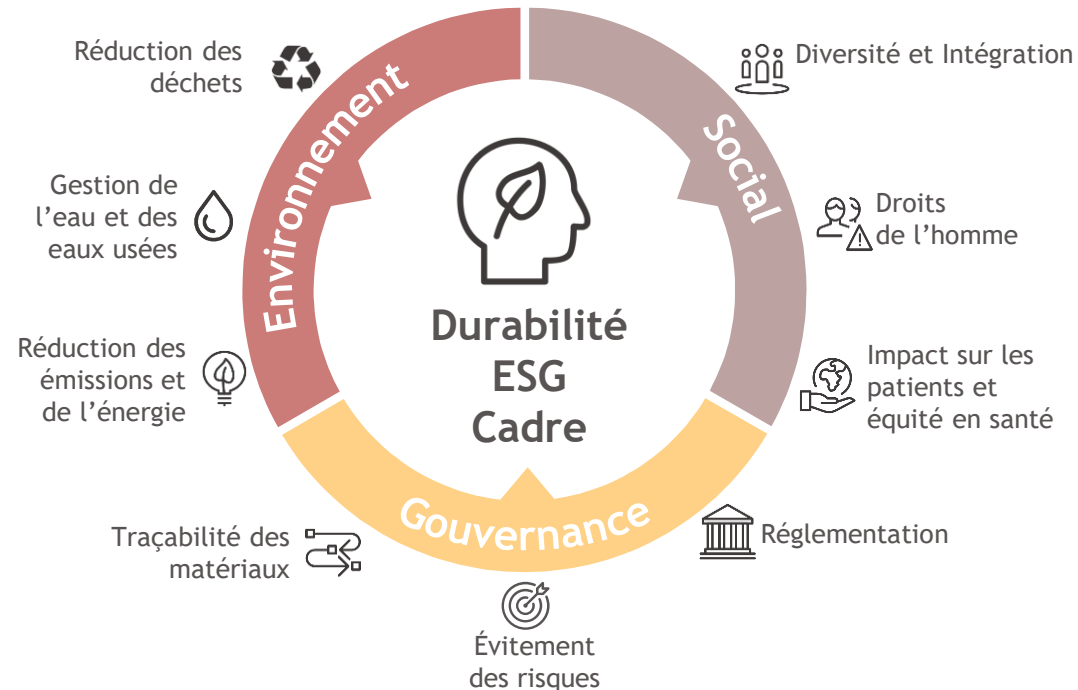 Réduction des
déchets
Gestion de
l’eau et des
eaux usées
Réduction des
émissions et
de l’énergie
Environnement
Social
Gouvernance
Durabilité
ESG
Cadre
Diversité et Intégration
Droits
de l’homme
Impact sur les
patients et
équité en santé
Traçabilité des
matériaux
Évitement
des risques
Réglementation